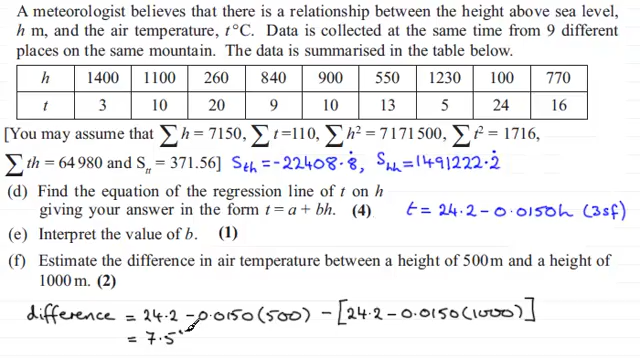 A meteorologist believes that there is a relationship between the height above sea level,
h m, and the air temperature, t°C. Data is collected at the same time from 9 different
places on the same mountain. The data is summarised in the table below.
h 1400 1100 260 840 900 550 1230 100 770
t 3 10 20 9 10 13 5 24 16
[You may assume that ∑h = 7150, ∑t =110, ∑h² = 7171500, ∑t² = 1716,
∑th = 64980 and Stt = 371.56] Sth = -22408.8̇, Shh = 1491222.2̇
(d) Find the equation of the regression line of t on h
giving your answer in the form t = a + bh. (4) t = 24.2 - 0.0150h (3sf)
(e) Interpret the value of b. (1)
(f) Estimate the difference in air temperature between a height of 500m and a height of
1000m. (2)
difference = 24.2 - 0.0150(500) - [24.2 - 0.0150(1000)]
= 7.5°